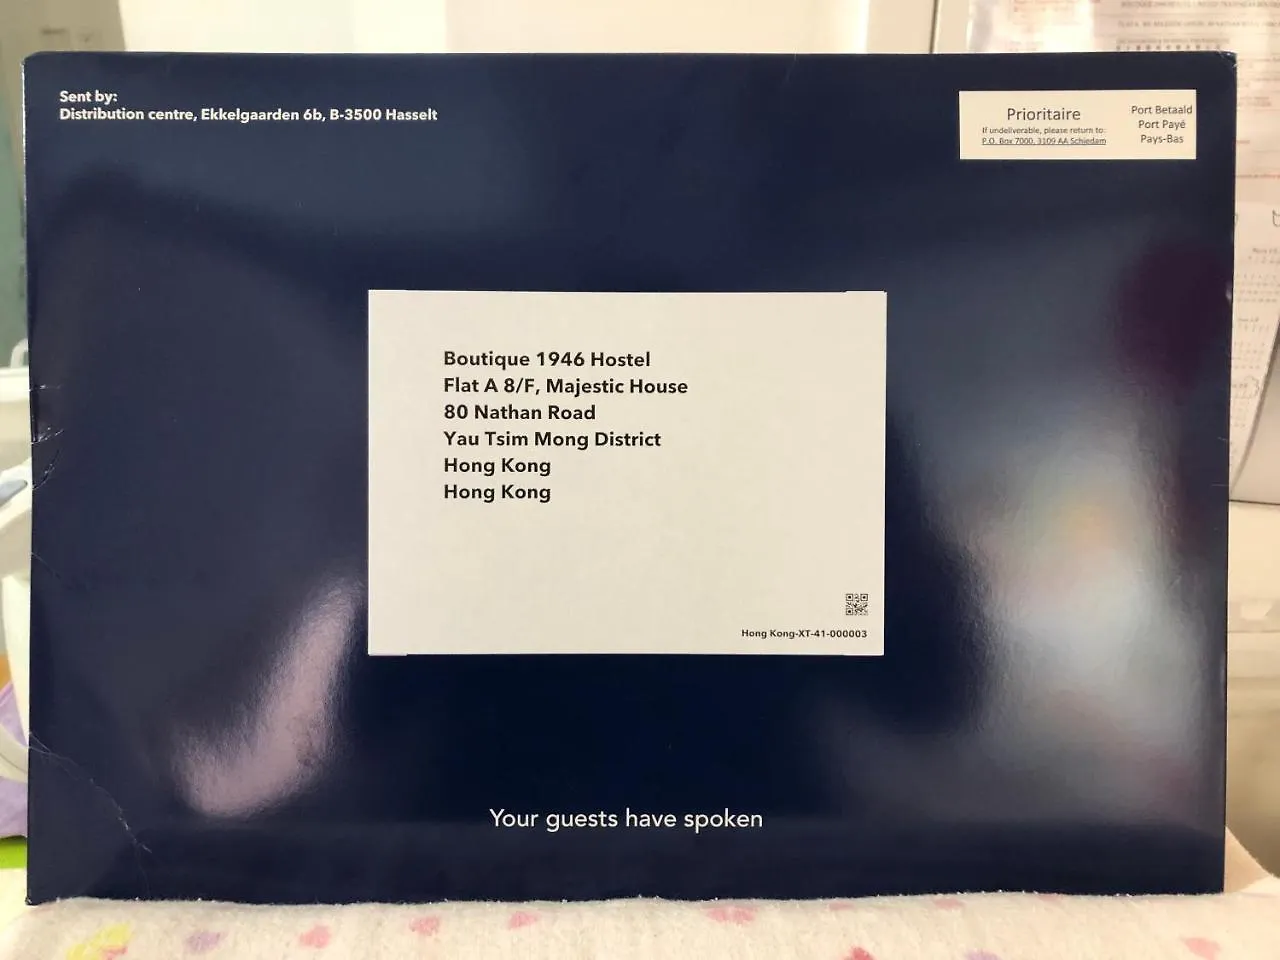 Sent by:
Distribution centre, Ekkelgaarden 6b, B-3500 Hasselt
Prioritaire
If undeliverable, please return to:
P.O. Box 7000, 3109 AA Schiedam
Port Betaald
Port Payé
Pays-Bas
Boutique 1946 Hostel
Flat A 8/F, Majestic House
80 Nathan Road
Yau Tsim Mong District
Hong Kong
Hong Kong
Hong Kong-XT-41-000003
Your guests have spoken